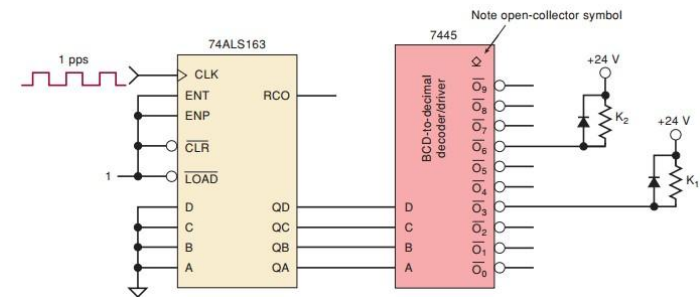 Note open-collector symbol
74ALS163
7445
1 pps
+24 V
CLK
ENT
RCO
ENP
CLR
LOAD
1
D
C
B
A
QD
QC
QB
QA
D
C
B
A
BCD-to-decimal
decoder/driver
O9
O8
O7
O6
O5
O4
O3
O2
O1
O0
K2
+24 V
K1